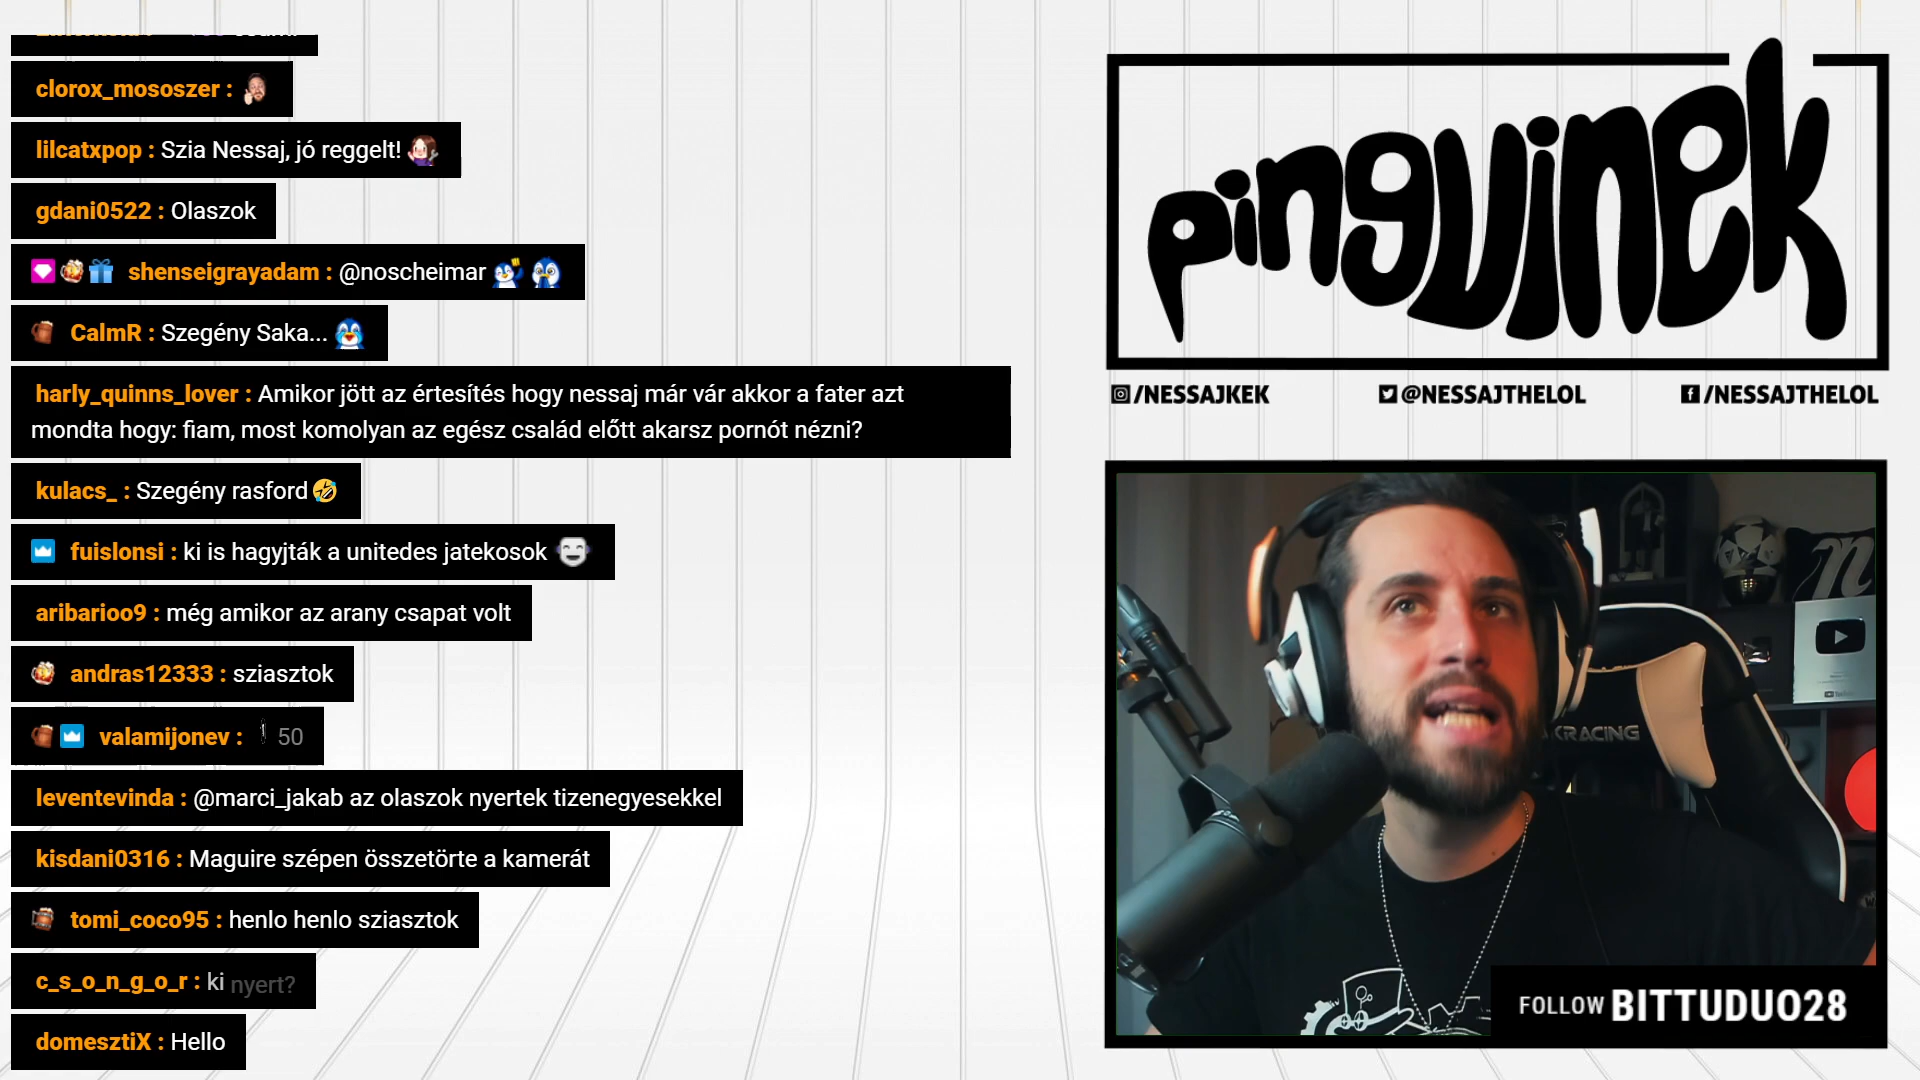 clorox_mososzer :
lilcatxpop : Szia Nessaj, jó reggelt!
gdani0522 : Olaszok
shenseigrayadam : @noscheimar
CalmR : Szegény Saka...
harly_quinns_lover : Amikor jött az értesítés hogy nessaj már vár akkor a fater azt
mondta hogy: fiam, most komolyan az egész család előtt akarsz pornót nézni?
kulacs_ : Szegény rasford
fuislonsi : ki is hagyjták a unitedes jatekosok
aribarioo9 : még amikor az arany csapat volt
andras12333 : sziasztok
valamijonev : 50
leventevinda : @marci_jakab az olaszok nyertek tizenegyesekkel
kisdani0316 : Maguire szépen összetörte a kamerát
tomi_coco95 : henlo henlo sziasztok
c_s_o_n_g_o_r : ki nyert?
domesztiX : Hello
pingvinek
/NESSAJKEK @NESSAJTHELOL /NESSAJTHELOL
RACING
FOLLOW BITTUDUO28